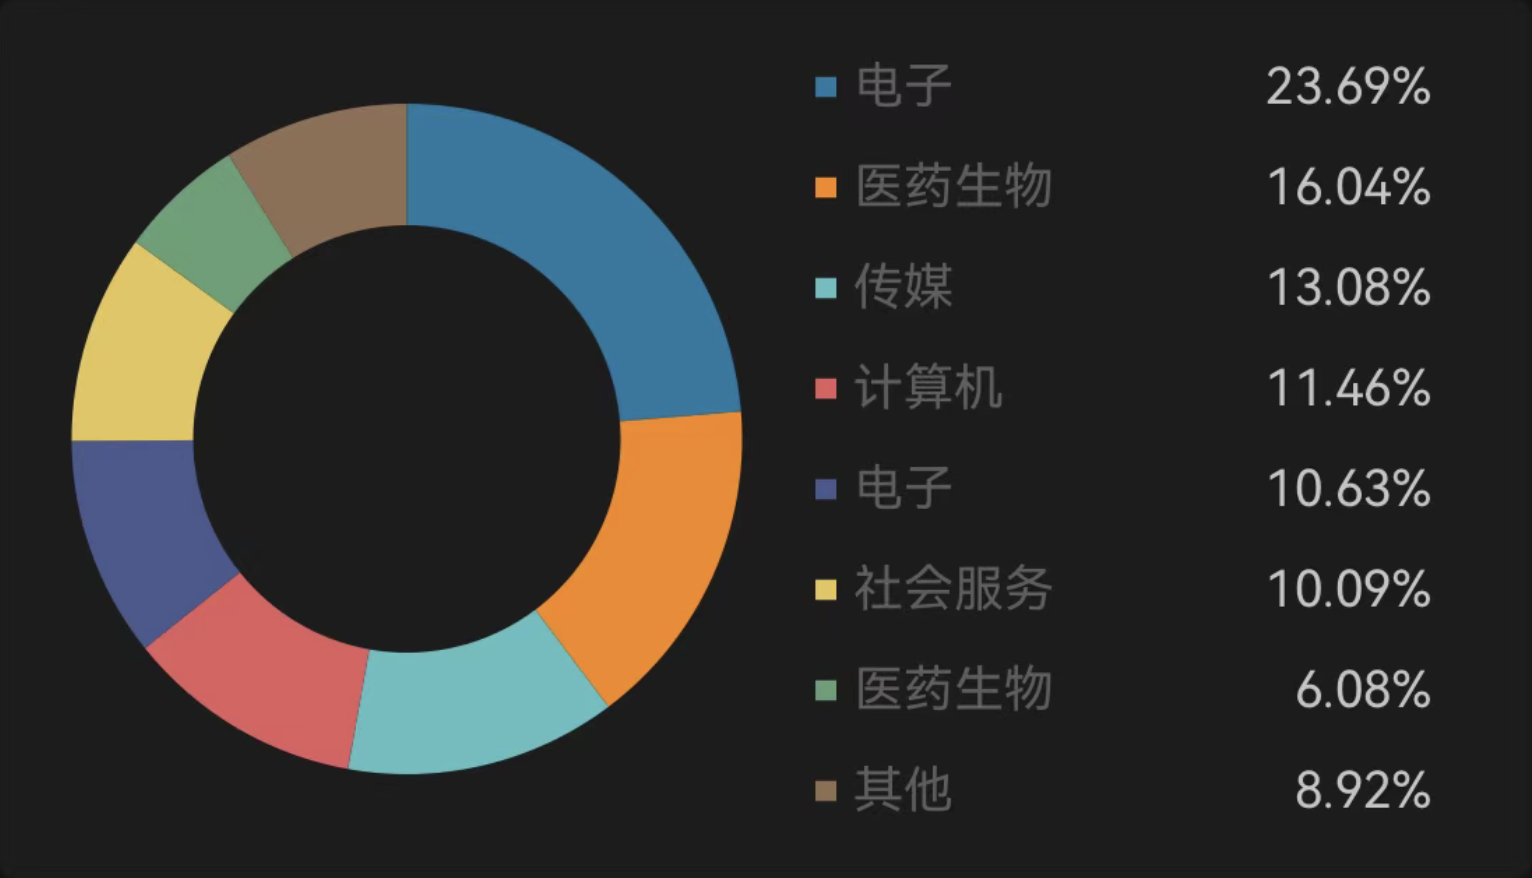 电子 23.69%
医药生物 16.04%
传媒 13.08%
计算机 11.46%
电子 10.63%
社会服务 10.09%
医药生物 6.08%
其他 8.92%